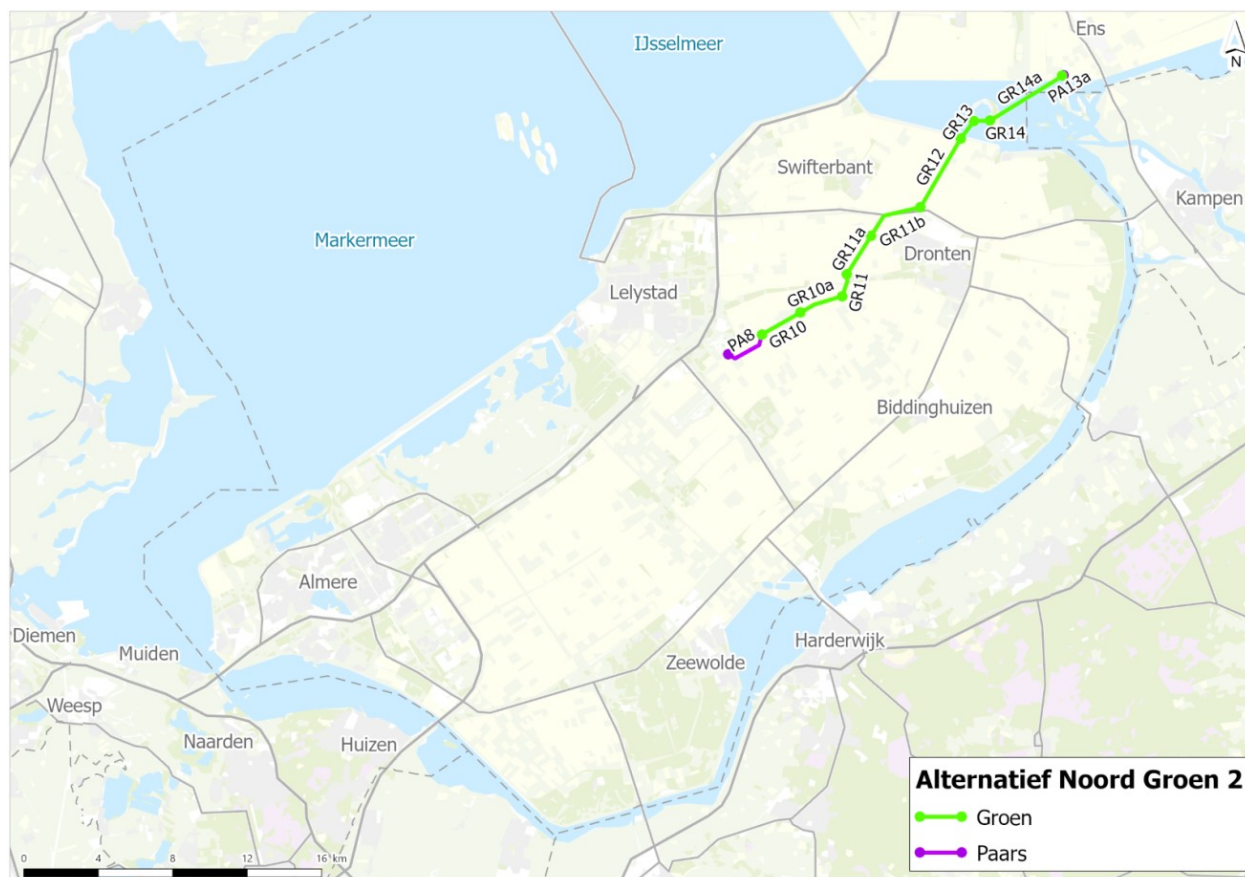 Ens
IJsselmeer
N
GR14a
PA13a
GR13
GR14
Swifterbant
GR12
Kampen
Markermeer
GR11a
GR11b
Dronten
Lelystad
GR10a
GR11
PA8
GR10
Biddinghuizen
Almere
Diemen
Muiden
Harderwijk
Zeewolde
Weesp
Naarden
Huizen
Alternatief Noord Groen 2
Groen
Paars
0 4 8 12 16 km